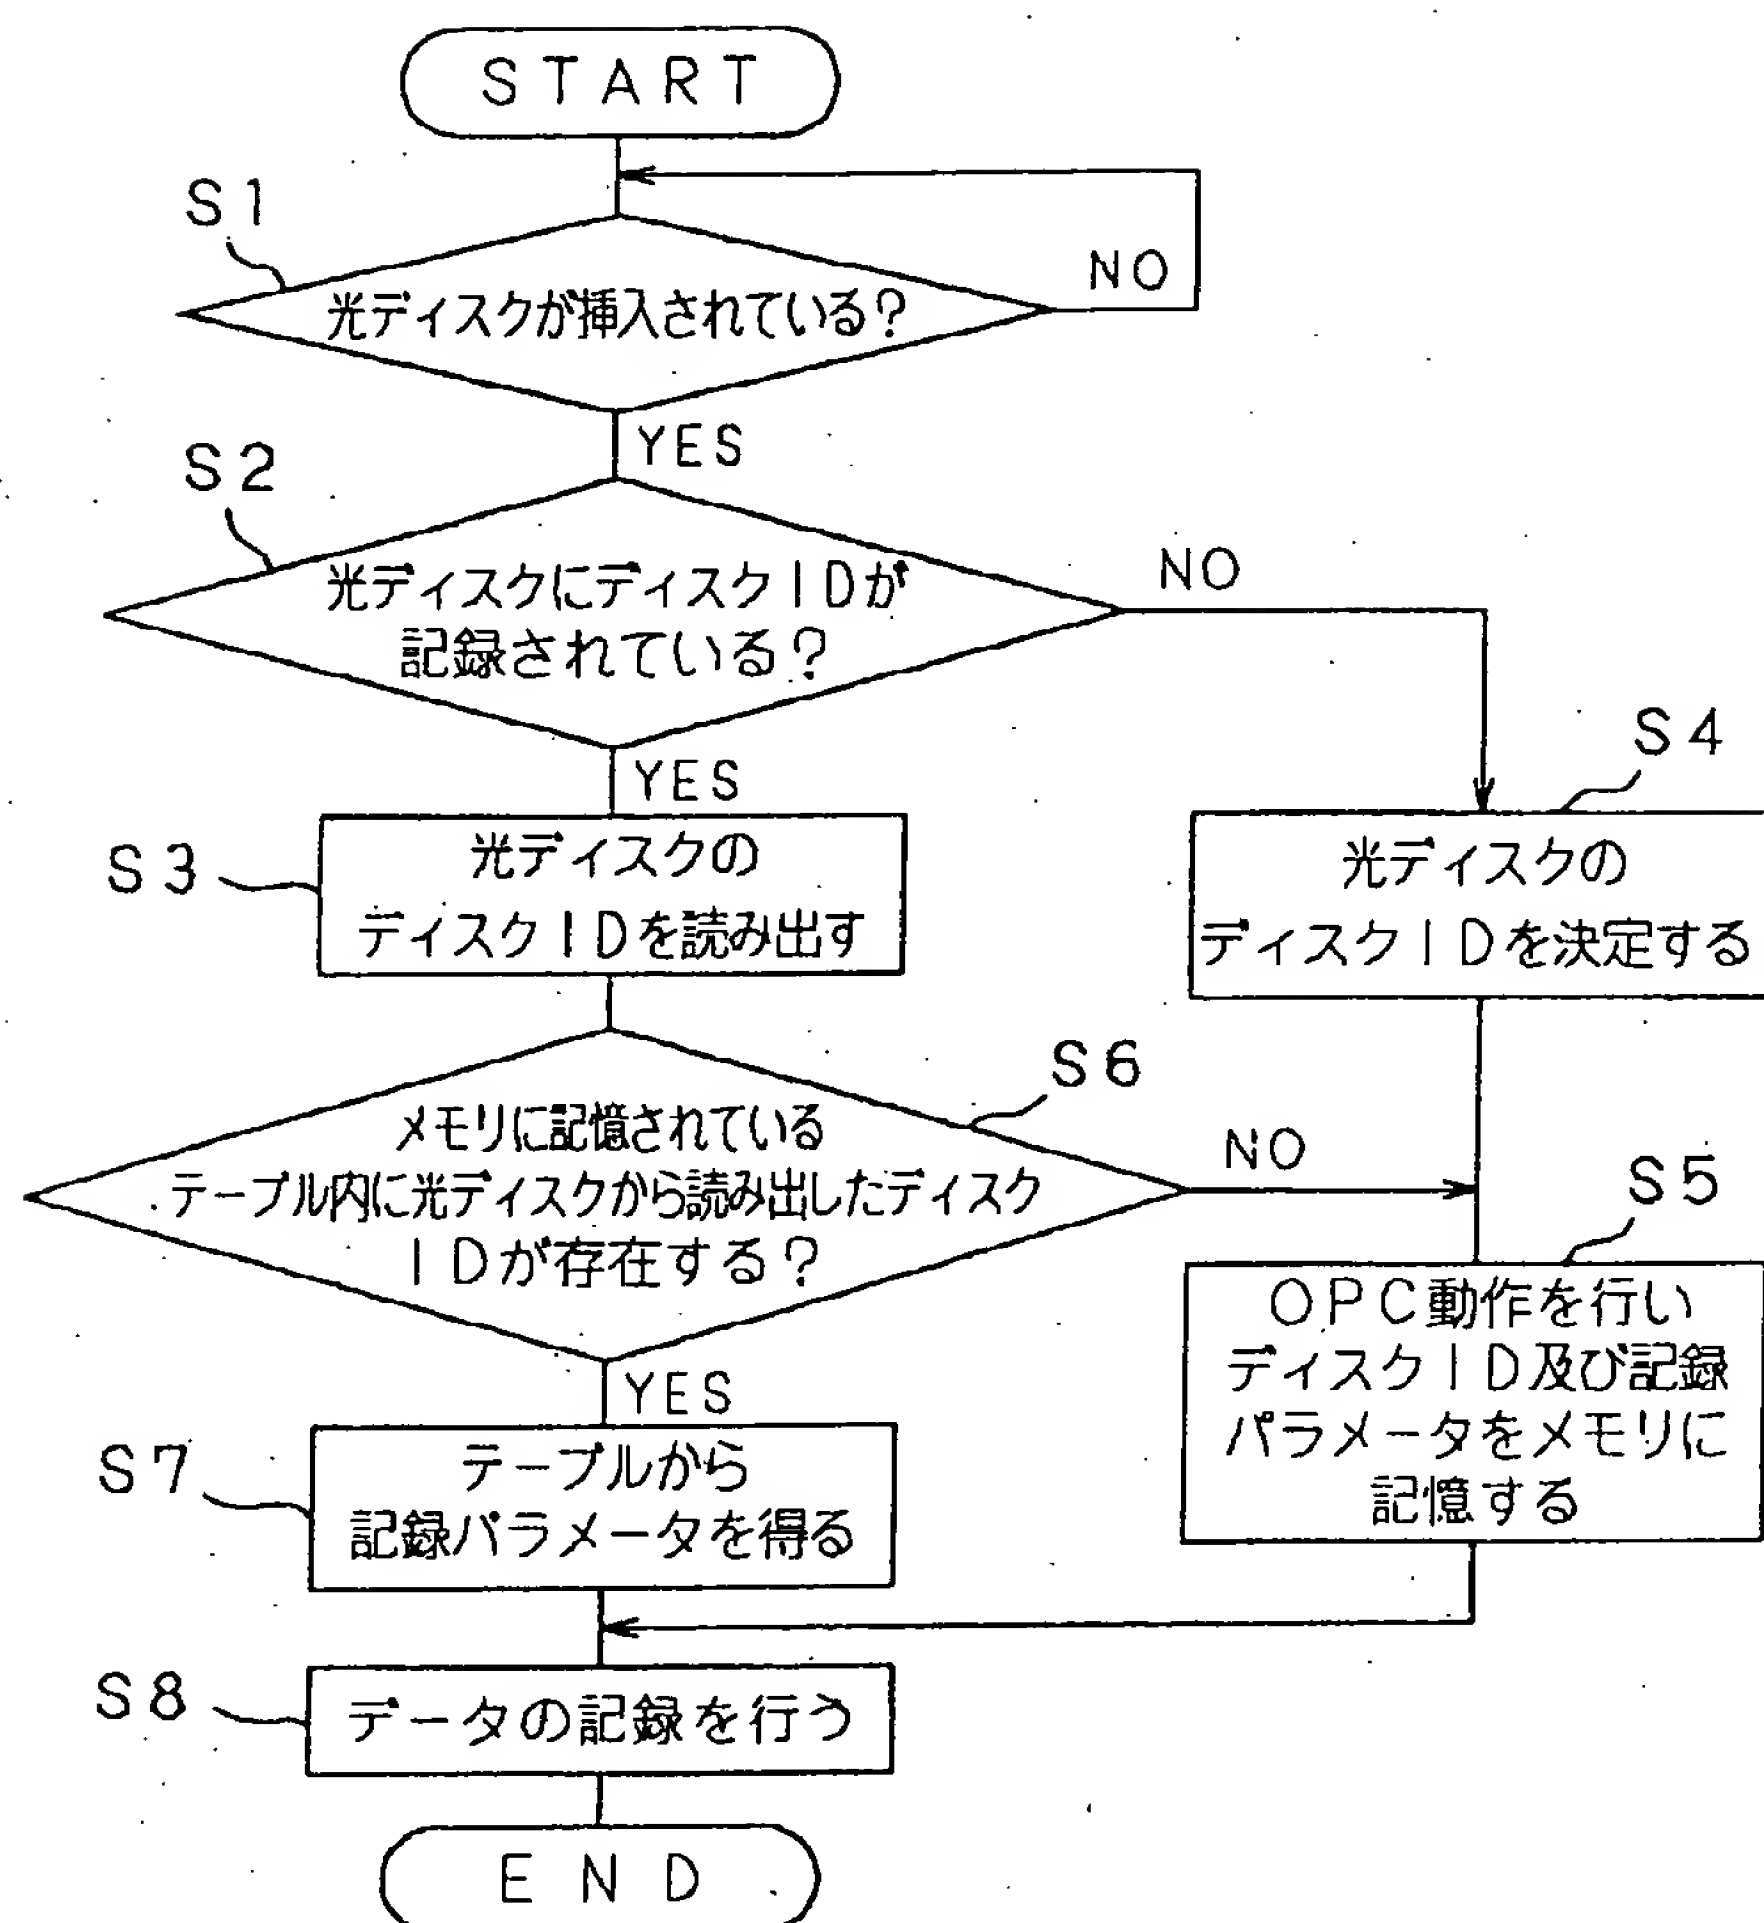 START
S1
光ディスクが挿入されている?
NO
YES
S2
光ディスクにディスクIDが
記録されている?
NO
YES
S3
光ディスクの
ディスクIDを読み出す
S4
光ディスクの
ディスクIDを決定する
S6
メモリに記憶されている
テーブル内に光ディスクから読み出したディスク
IDが存在する?
NO
YES
S5
OPC動作を行い
ディスクID及び記録
パラメータをメモリに
記憶する
S7
テーブルから
記録パラメータを得る
S8
データの記録を行う
END